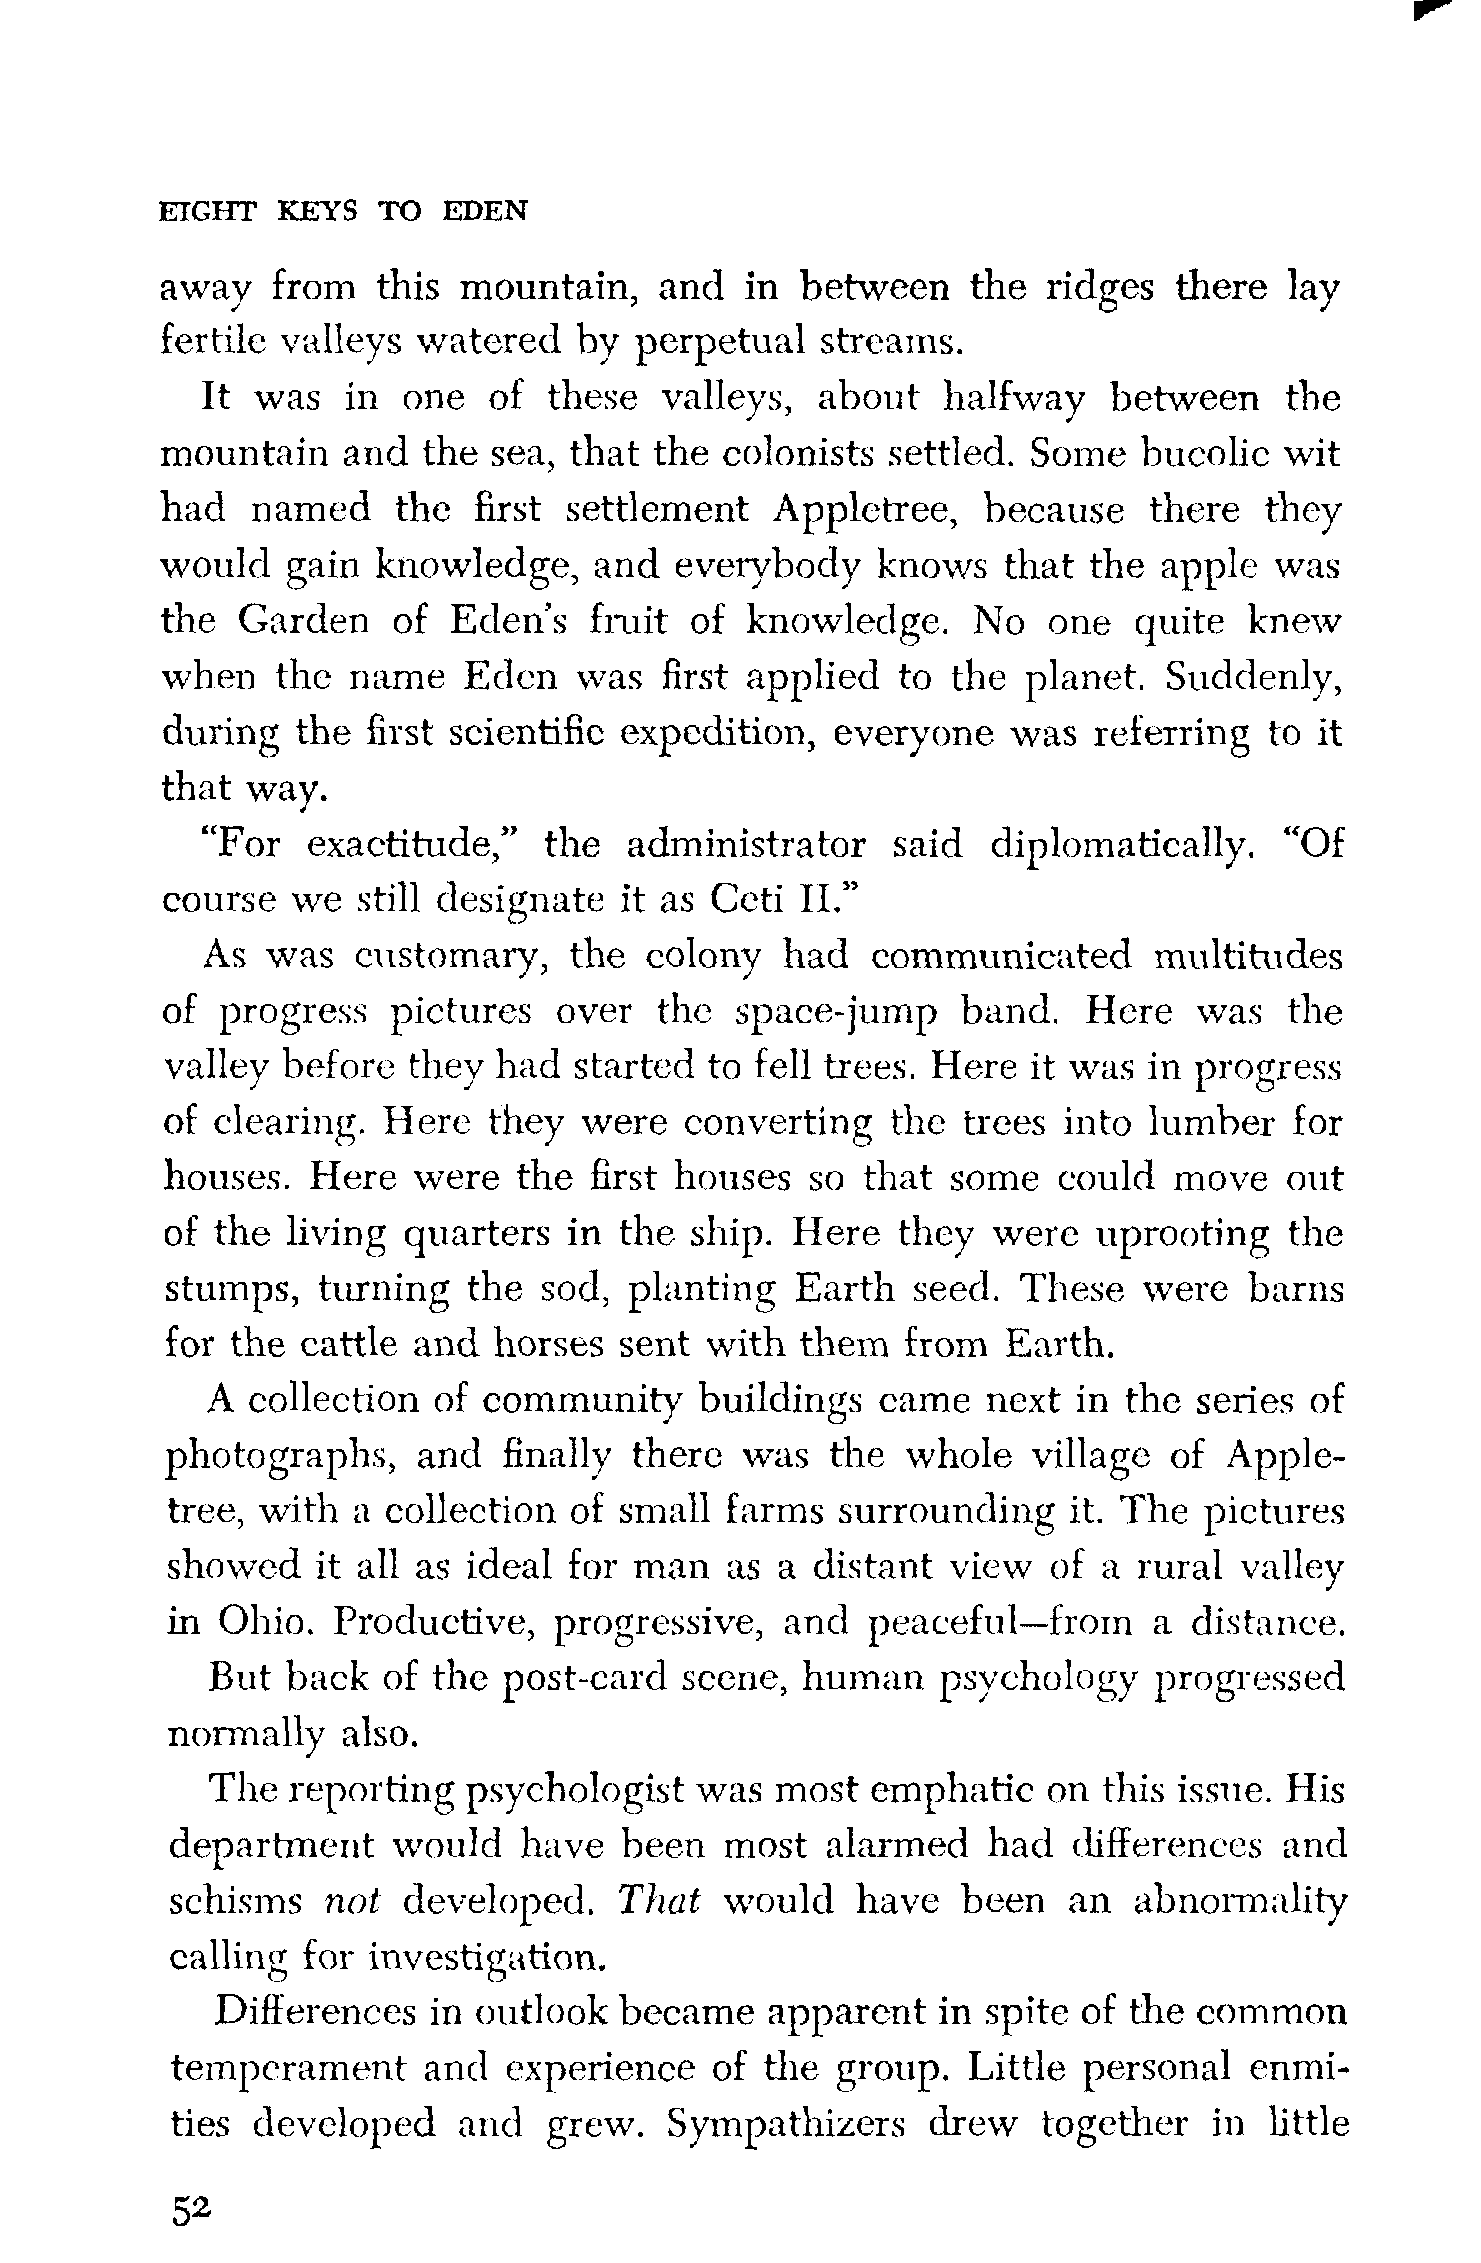 EIGHT KEYS TO EDEN
away from this mountain, and in between the ridges there lay
fertile valleys watered by perpetual streams.
It was in one of these valleys, about halfway between the
mountain and the sea, that the colonists settled. Some bucolic wit
had named the first settlement Appletree, because there they
would gain knowledge, and everybody knows that the apple was
the Garden of Eden's fruit of knowledge. No one quite knew
when the name Eden was first applied to the planet. Suddenly,
during the first scientific expedition, everyone was referring to it
that way.
“For exactitude,” the administrator said diplomatically. “Of
course we still designate it as Ceti II.”
As was customary, the colony had communicated multitudes
of progress pictures over the space-jump band. Here was the
valley before they had started to fell trees. Here it was in progress
of clearing. Here they were converting the trees into lumber for
houses. Here were the first houses so that some could move out
of the living quarters in the ship. Here they were uprooting the
stumps, turning the sod, planting Earth seed. These were barns
for the cattle and horses sent with them from Earth.
A collection of community buildings came next in the series of
photographs, and finally there was the whole village of Apple-
tree, with a collection of small farms surrounding it. The pictures
showed it all as ideal for man as a distant view of a rural valley
in Ohio. Productive, progressive, and peaceful—from a distance.
But back of the post-card scene, human psychology progressed
normally also.
The reporting psychologist was most emphatic on this issue. His
department would have been most alarmed had differences and
schisms not developed. That would have been an abnormality
calling for investigation.
Differences in outlook became apparent in spite of the common
temperament and experience of the group. Little personal enmi-
ties developed and grew. Sympathizers drew together in little
52